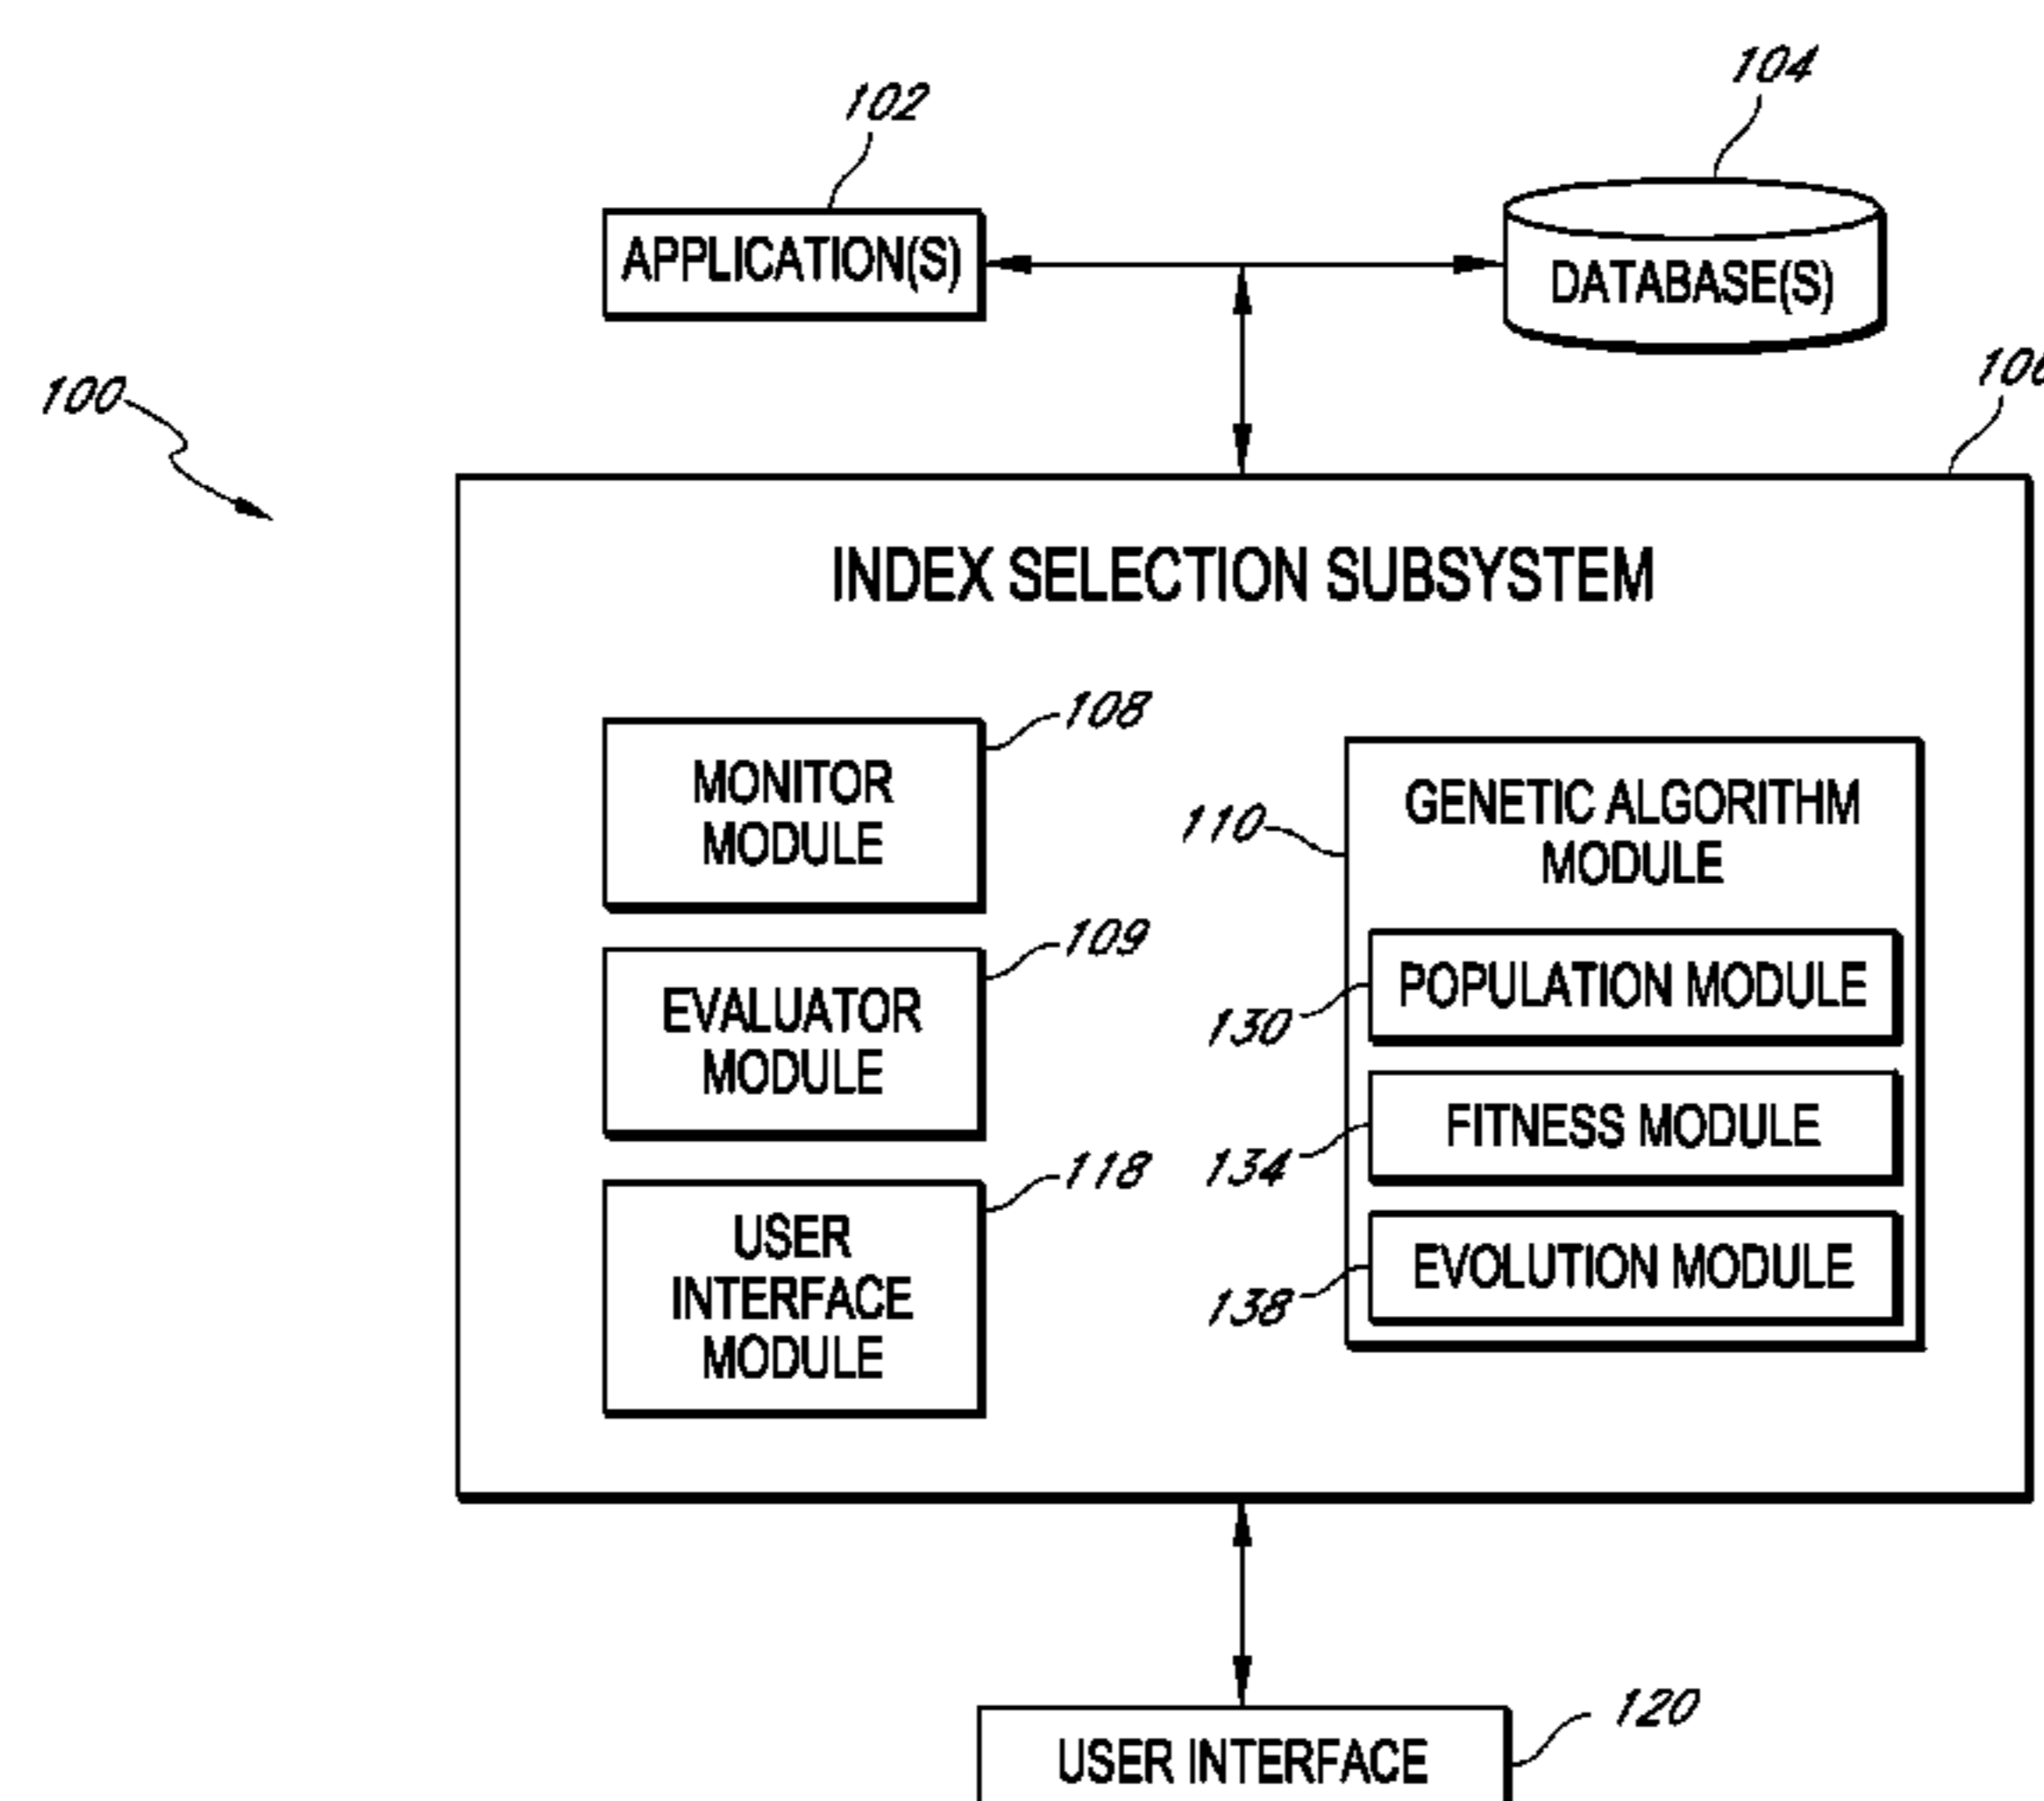 104
102
APPLICATION(S)
DATABASE(S)
100
INDEX SELECTION SUBSYSTEM
108
MONITOR
MODULE
110
GENETIC ALGORITHM
MODULE
109
EVALUATOR
MODULE
POPULATION MODULE
130
FITNESS MODULE
134
118
USER
INTERFACE
MODULE
EVOLUTION MODULE
138
120
USER INTERFACE